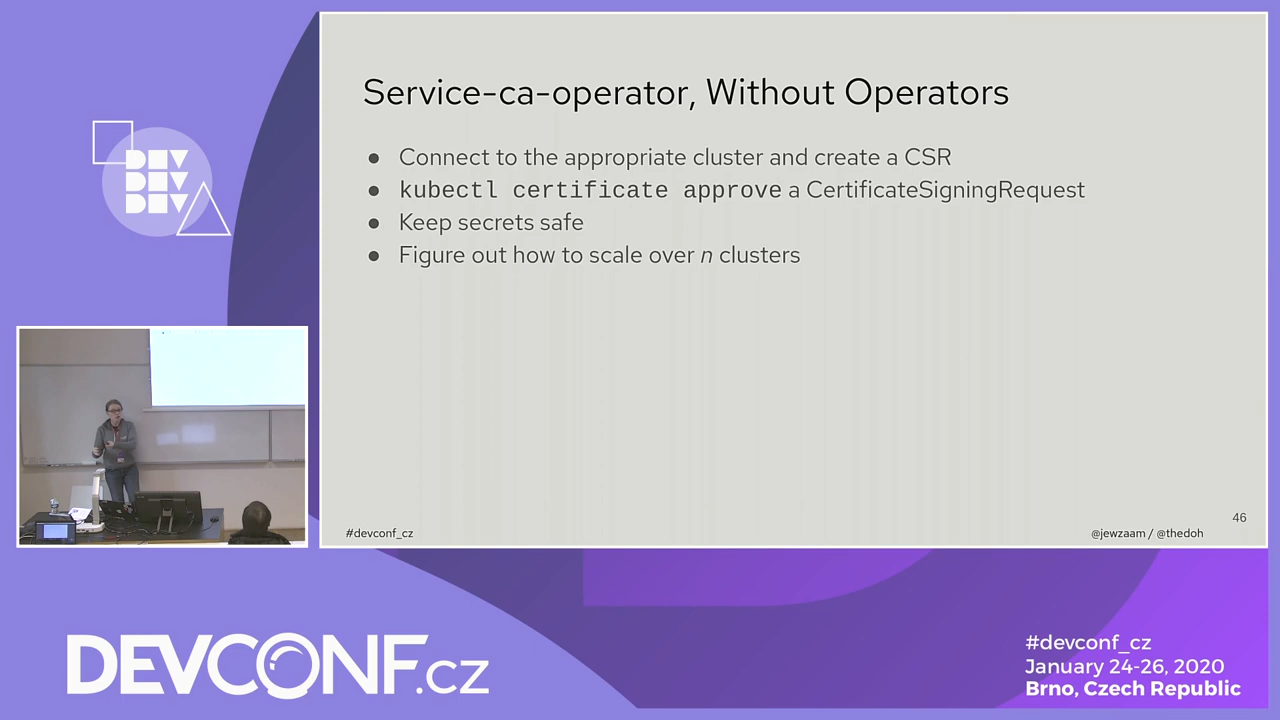 Service-ca-operator, Without Operators
● Connect to the appropriate cluster and create a CSR
● kubectl certificate approve a CertificateSigningRequest
● Keep secrets safe
● Figure out how to scale over n clusters
46
#devconf_cz
@jewzaam / @thedoh
DEV
DEV
DEV
DEVCONF.cz
#devconf_cz
January 24-26, 2020
Brno, Czech Republic